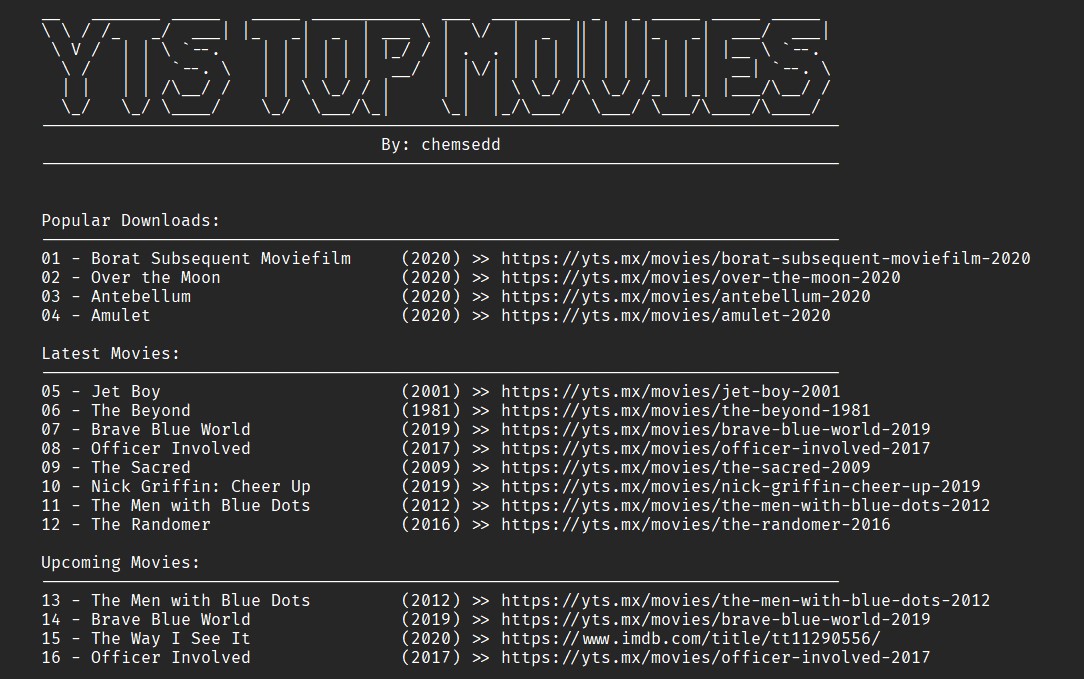 YTS TOP MOVIES
By: chemsedd
Popular Downloads:
01 - Borat Subsequent Moviefilm (2020) >> https://yts.mx/movies/borat-subsequent-moviefilm-2020
02 - Over the Moon (2020) >> https://yts.mx/movies/over-the-moon-2020
03 - Antebellum (2020) >> https://yts.mx/movies/antebellum-2020
04 - Amulet (2020) >> https://yts.mx/movies/amulet-2020
Latest Movies:
05 - Jet Boy (2001) >> https://yts.mx/movies/jet-boy-2001
06 - The Beyond (1981) >> https://yts.mx/movies/the-beyond-1981
07 - Brave Blue World (2019) >> https://yts.mx/movies/brave-blue-world-2019
08 - Officer Involved (2017) >> https://yts.mx/movies/officer-involved-2017
09 - The Sacred (2009) >> https://yts.mx/movies/the-sacred-2009
10 - Nick Griffin: Cheer Up (2019) >> https://yts.mx/movies/nick-griffin-cheer-up-2019
11 - The Men with Blue Dots (2012) >> https://yts.mx/movies/the-men-with-blue-dots-2012
12 - The Randomer (2016) >> https://yts.mx/movies/the-randomer-2016
Upcoming Movies:
13 - The Men with Blue Dots (2012) >> https://yts.mx/movies/the-men-with-blue-dots-2012
14 - Brave Blue World (2019) >> https://yts.mx/movies/brave-blue-world-2019
15 - The Way I See It (2020) >> https://www.imdb.com/title/tt11290556/
16 - Officer Involved (2017) >> https://yts.mx/movies/officer-involved-2017